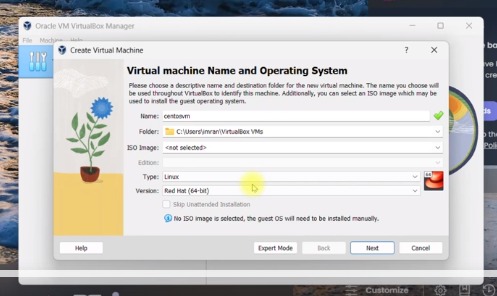 Oracle VM VirtualBox Manager
File Machine Help
Create Virtual Machine
?
Virtual machine Name and Operating System
Please choose a descriptive name and destination folder for the new virtual machine. The name you choose will
be used throughout VirtualBox to identify this machine. Additionally, you can select an ISO image which may be
used to install the guest operating system.
Name: centosvm
Folder: C:\Users\imran\VirtualBox VMs
ISO Image: <not selected>
Edition:
Type: Linux
64
Version: Red Hat (64-bit)
Skip Unattended Installation
No ISO image is selected, the guest OS will need to be installed manually.
Help
Expert Mode
Back
Next
Cancel
Customize